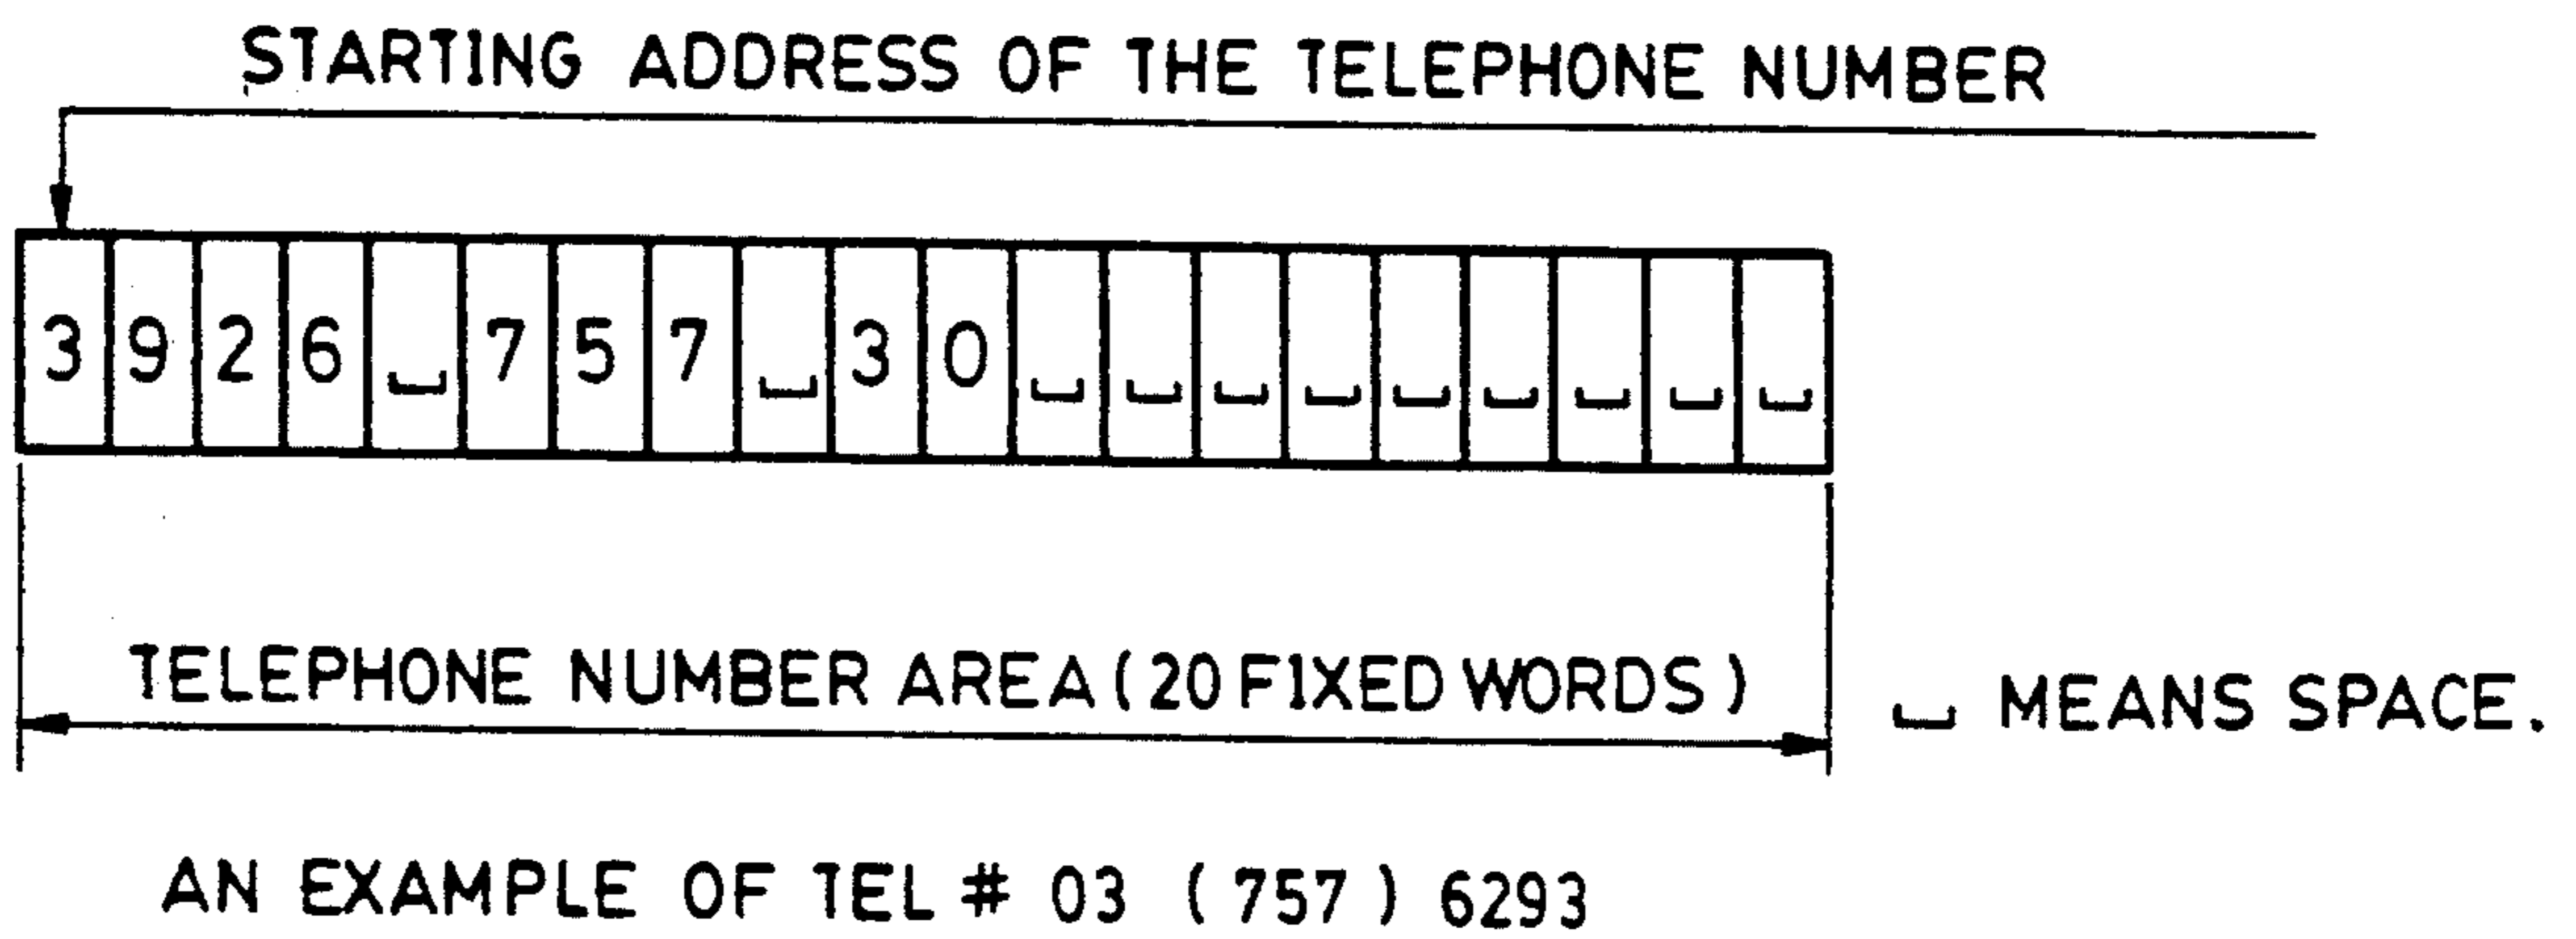 STARTING ADDRESS OF THE TELEPHONE NUMBER
3 9 2 6 ⎵ 7 5 7 ⎵ 3 0 ⎵ ⎵ ⎵ ⎵ ⎵ ⎵ ⎵ ⎵ ⎵
TELEPHONE NUMBER AREA (20 FIXED WORDS)
⎵ MEANS SPACE.
AN EXAMPLE OF TEL # 03 (757) 6293